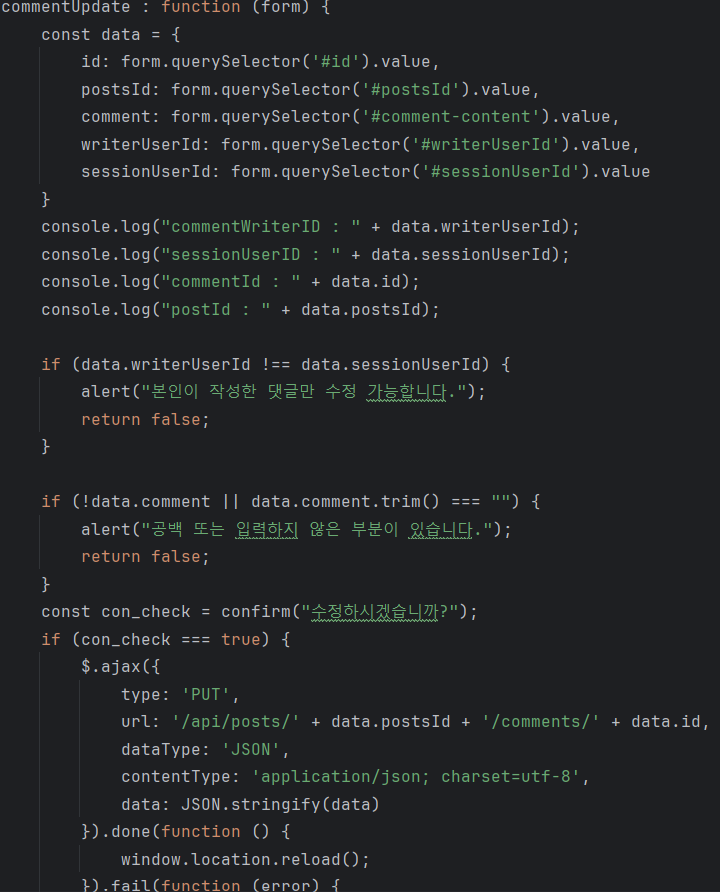 commentUpdate : function (form) {
    const data = {
        id: form.querySelector('#id').value,
        postsId: form.querySelector('#postsId').value,
        comment: form.querySelector('#comment-content').value,
        writerUserId: form.querySelector('#writerUserId').value,
        sessionUserId: form.querySelector('#sessionUserId').value
    }
    console.log("commentWriterID : " + data.writerUserId);
    console.log("sessionUserID : " + data.sessionUserId);
    console.log("commentId : " + data.id);
    console.log("postId : " + data.postsId);

    if (data.writerUserId !== data.sessionUserId) {
        alert("본인이 작성한 댓글만 수정 가능합니다.");
        return false;
    }

    if (!data.comment || data.comment.trim() === "") {
        alert("공백 또는 입력하지 않은 부분이 있습니다.");
        return false;
    }
    const con_check = confirm("수정하시겠습니까?");
    if (con_check === true) {
        $.ajax({
            type: 'PUT',
            url: '/api/posts/' + data.postsId + '/comments/' + data.id,
            dataType: 'JSON',
            contentType: 'application/json; charset=utf-8',
            data: JSON.stringify(data)
        }).done(function () {
            window.location.reload();
        }).fail(function (error) {